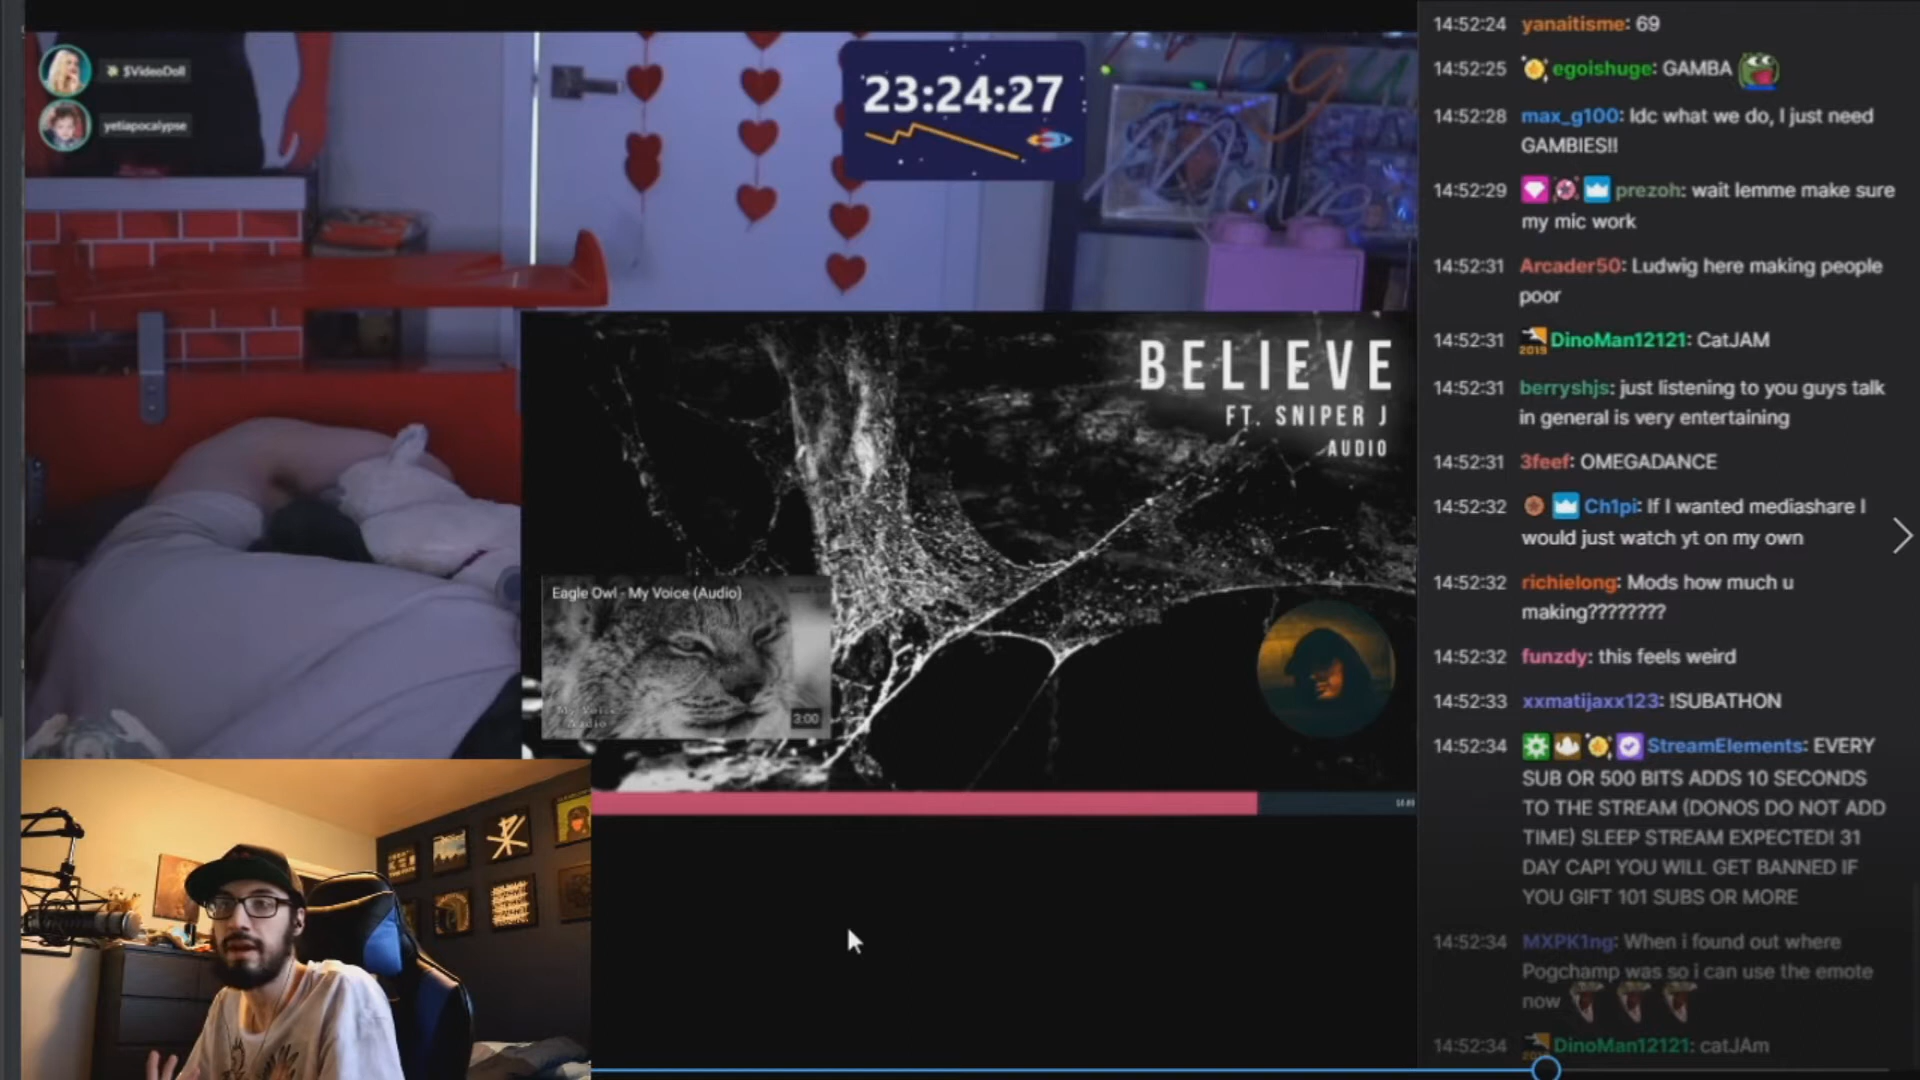 $VideoDoll
yetiapocalypse
23:24:27
BELIEVE
FT. SNIPER J
AUDIO
Eagle Owl - My Voice (Audio)
My Voice
Audio
3:00
14:52:24 yanaitisme: 69
14:52:25 egoishuge: GAMBA
14:52:28 max_g100: Idc what we do, I just need
GAMBIES!!
14:52:29 prezoh: wait lemme make sure
my mic work
14:52:31 Arcader50: Ludwig here making people
poor
14:52:31 2019 DinoMan12121: CatJAM
14:52:31 berryshjs: just listening to you guys talk
in general is very entertaining
14:52:31 3feef: OMEGADANCE
14:52:32 Ch1pi: If I wanted mediashare I
would just watch yt on my own
14:52:32 richielong: Mods how much u
making????????
14:52:32 funzdy: this feels weird
14:52:33 xxmatijaxx123: !SUBATHON
14:52:34 StreamElements: EVERY
SUB OR 500 BITS ADDS 10 SECONDS
TO THE STREAM (DONOS DO NOT ADD
TIME) SLEEP STREAM EXPECTED! 31
DAY CAP! YOU WILL GET BANNED IF
YOU GIFT 101 SUBS OR MORE
14:52:34 MXPK1ng: When i found out where
Pogchamp was so i can use the emote
now
14:52:34 DinoMan12121: catJAm